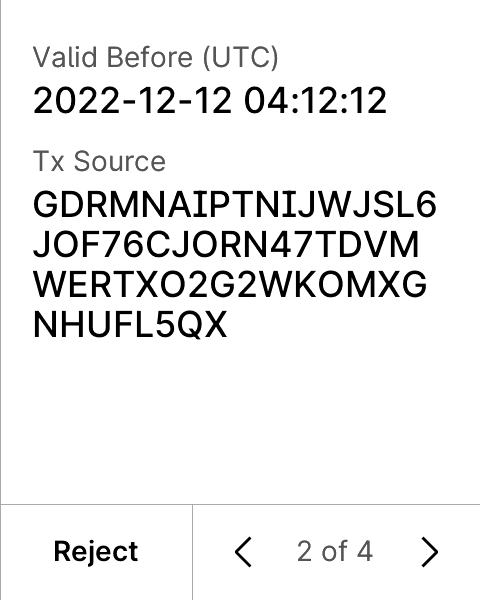 Valid Before (UTC)
2022-12-12 04:12:12
Tx Source
GDRMNAIPTNIJWJSL6
JOF76CJORN47TDVM
WERTXO2G2WKOMXG
NHUFL5QX
Reject
2 of 4